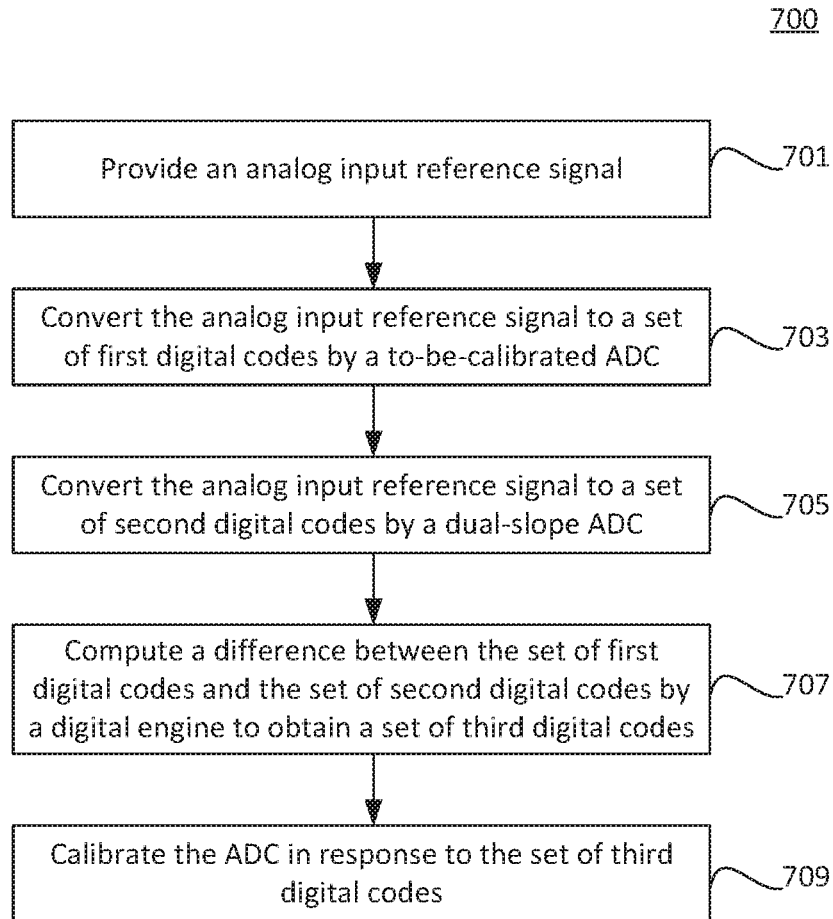 700
Provide an analog input reference signal
701
Convert the analog input reference signal to a set
of first digital codes by a to-be-calibrated ADC
703
Convert the analog input reference signal to a set
of second digital codes by a dual-slope ADC
705
Compute a difference between the set of first
digital codes and the set of second digital codes by
a digital engine to obtain a set of third digital codes
707
Calibrate the ADC in response to the set of third
digital codes
709